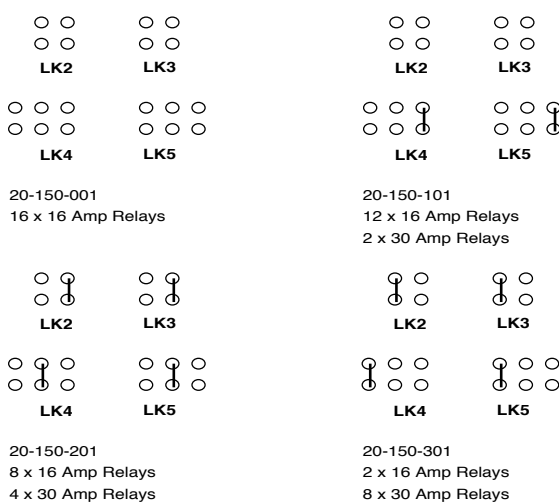 LK2 LK3
LK4 LK5
20-150-001
16 x 16 Amp Relays
LK2 LK3
LK4 LK5
20-150-101
12 x 16 Amp Relays
2 x 30 Amp Relays
LK2 LK3
LK4 LK5
20-150-201
8 x 16 Amp Relays
4 x 30 Amp Relays
LK2 LK3
LK4 LK5
20-150-301
2 x 16 Amp Relays
8 x 30 Amp Relays